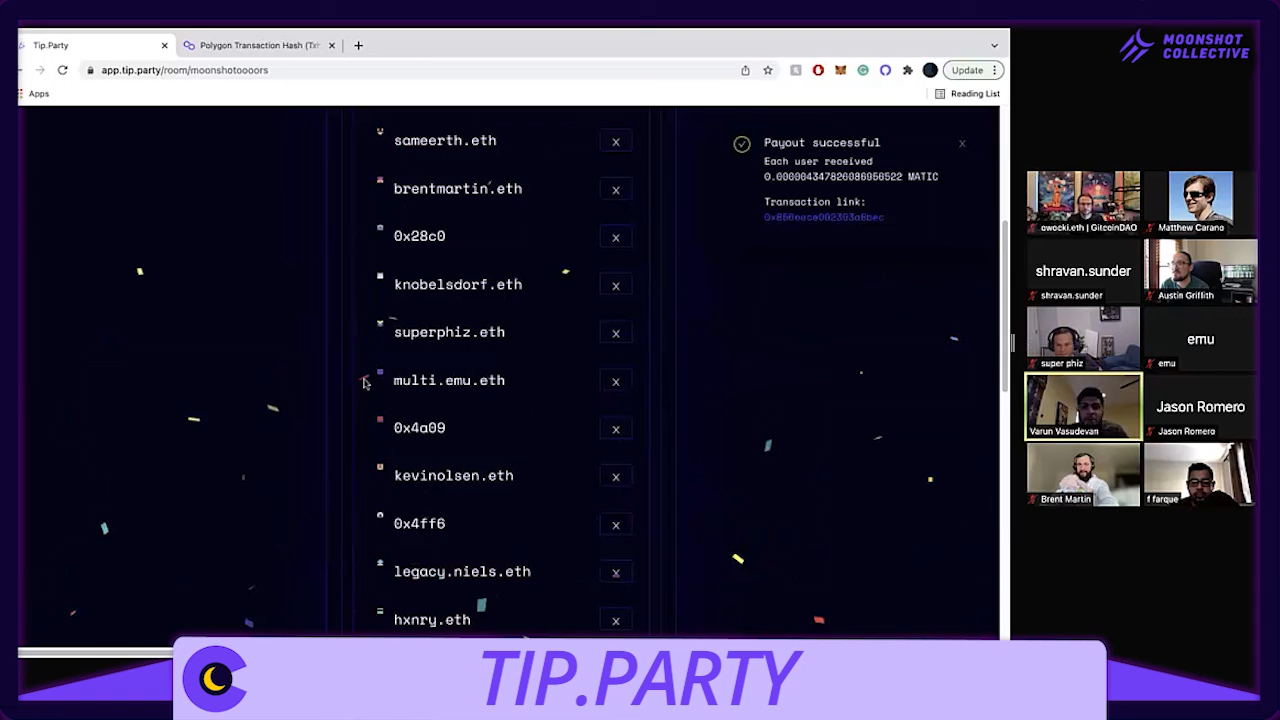 Tip.Party
Polygon Transaction Hash (Txh
MOONSHOT
COLLECTIVE
app.tip.party/room/moonshotoooors
Update
Apps
Reading List
sameerth.eth X
brentmartin.eth X
0x28c0 X
knobelsdorf.eth X
superphiz.eth X
multi.emu.eth X
0x4a09 X
kevinolsen.eth X
0x4ff6 X
legacy.niels.eth X
hxnry.eth X
Payout successful X
Each user received
0.000004347826086956522 MATIC
Transaction link:
owocki.eth | GitcoinDAO
Matthew Carano
shravan.sunder
shravan.sunder
Austin Griffith
super phiz
emu
emu
Varun Vasudevan
Jason Romero
Jason Romero
Brent Martin
f farque
TIP.PARTY